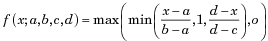 f(x;a,b,c,d) = max(min((x−a)/(b−a),1,(d−x)/(d−c)),o)